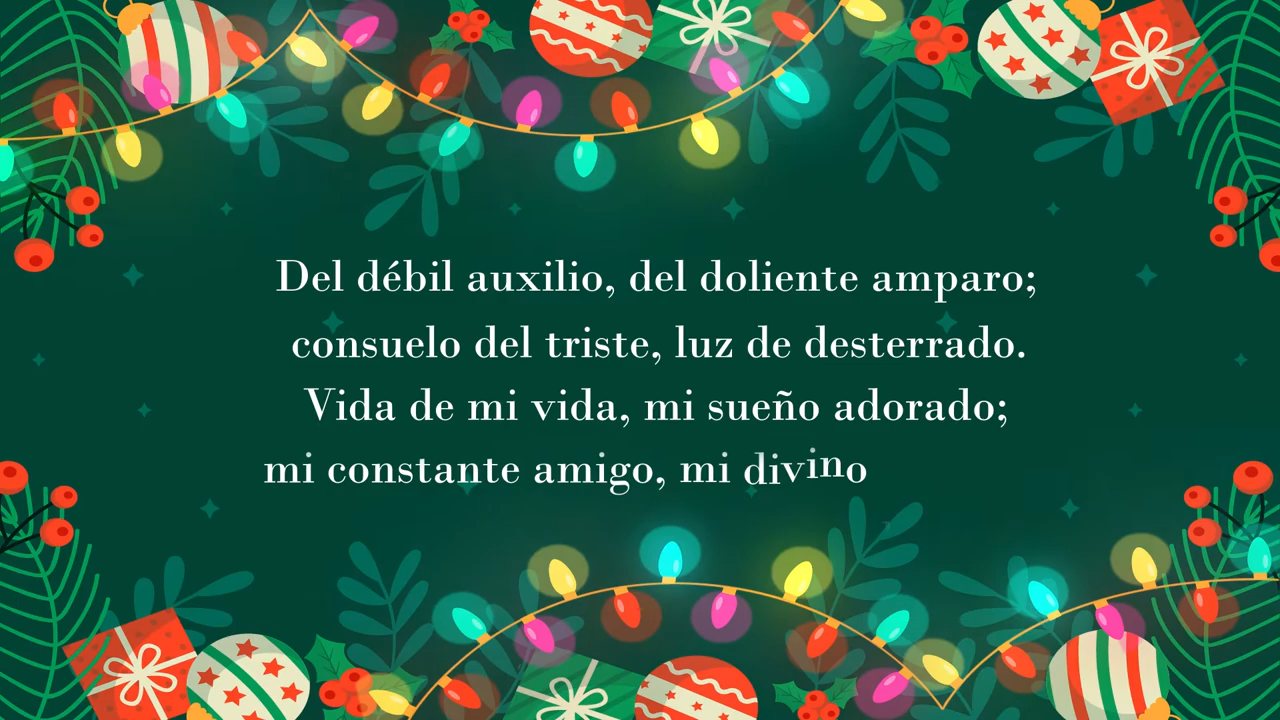 Del débil auxilio, del doliente amparo;
consuelo del triste, luz de desterrado.
Vida de mi vida, mi sueño adorado;
mi constante amigo, mi divino